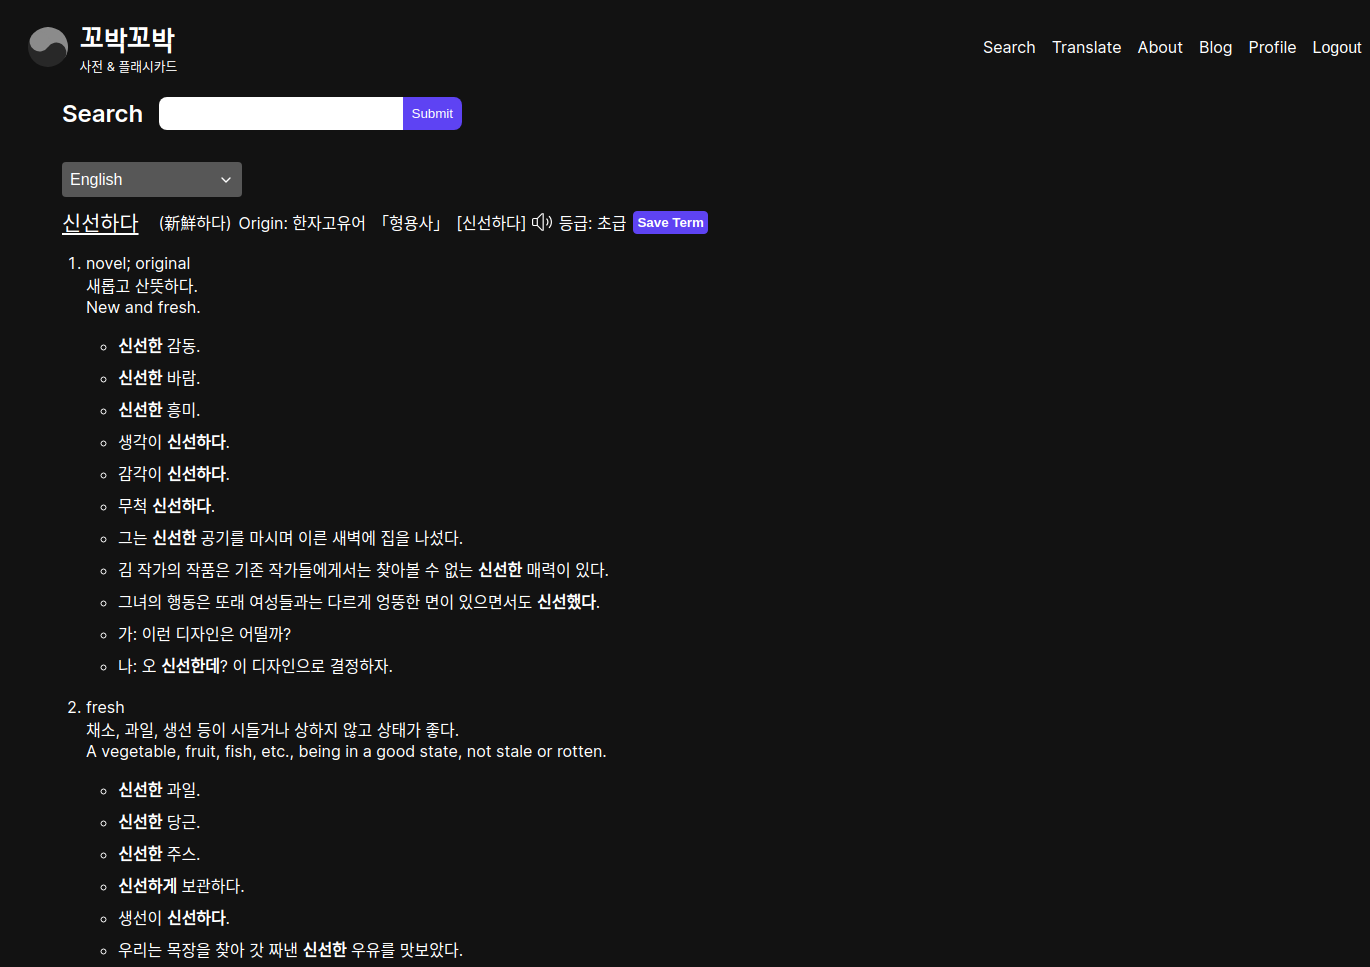 꼬박꼬박
사전 & 플래시카드
Search Translate About Blog Profile Logout
Search Submit
English
신선하다 (新鮮하다) Origin: 한자고유어 「형용사」 [신선하다] 등급: 초급 Save Term
1. novel; original
새롭고 산뜻하다.
New and fresh.
신선한 감동.
신선한 바람.
신선한 흥미.
생각이 신선하다.
감각이 신선하다.
무척 신선하다.
그는 신선한 공기를 마시며 이른 새벽에 집을 나섰다.
김 작가의 작품은 기존 작가들에게서는 찾아볼 수 없는 신선한 매력이 있다.
그녀의 행동은 또래 여성들과는 다르게 엉뚱한 면이 있으면서도 신선했다.
가: 이런 디자인은 어떨까?
나: 오 신선한데? 이 디자인으로 결정하자.
2. fresh
채소, 과일, 생선 등이 시들거나 상하지 않고 상태가 좋다.
A vegetable, fruit, fish, etc., being in a good state, not stale or rotten.
신선한 과일.
신선한 당근.
신선한 주스.
신선하게 보관하다.
생선이 신선하다.
우리는 목장을 찾아 갓 짜낸 신선한 우유를 맛보았다.